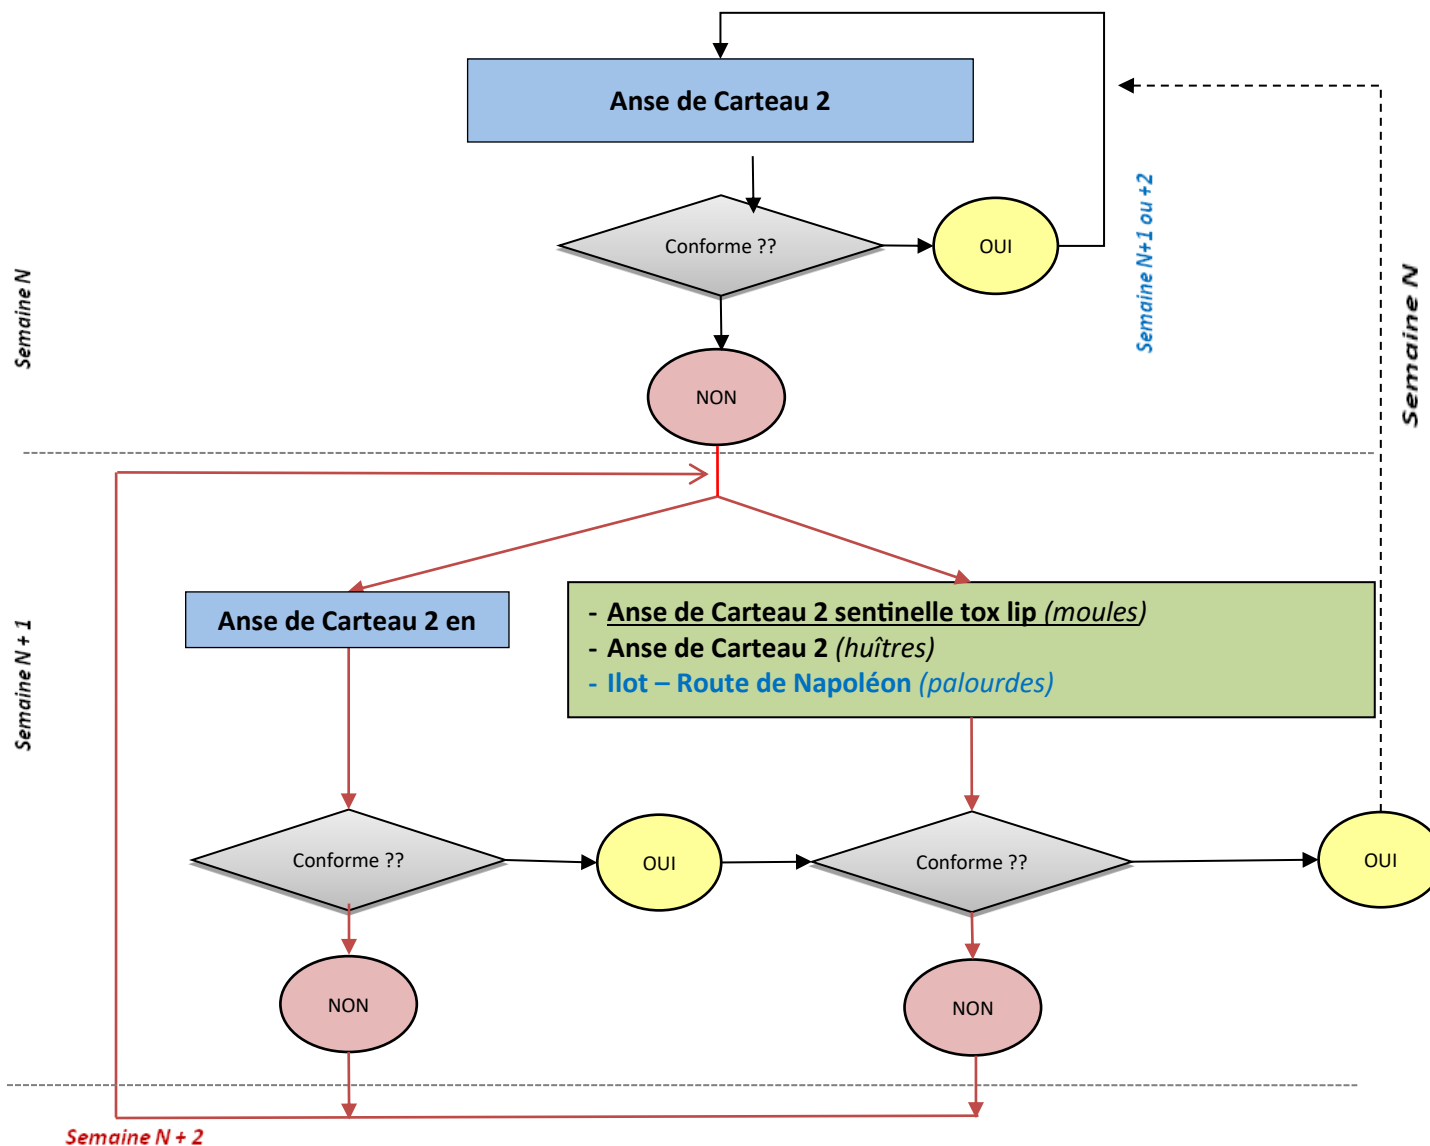 Anse de Carteau 2
Conforme ??
OUI
Semaine N+1 ou +2
Semaine N
Semaine N
NON
Anse de Carteau 2 en
- Anse de Carteau 2 sentinelle tox lip (moules)
- Anse de Carteau 2 (huîtres)
- Ilot – Route de Napoléon (palourdes)
Semaine N + 1
Conforme ??
OUI
Conforme ??
OUI
NON
NON
Semaine N + 2